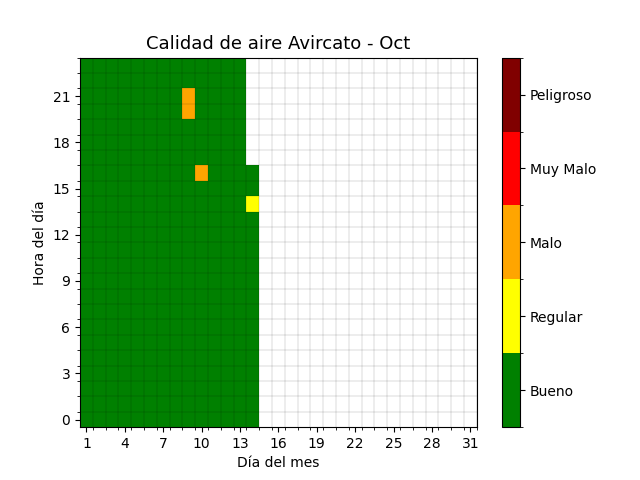 Calidad de aire Avircato - Oct
Hora del día
21
18
15
12
9
6
3
0
1 4 7 10 13 16 19 22 25 28 31
Día del mes
Peligroso
Muy Malo
Malo
Regular
Bueno